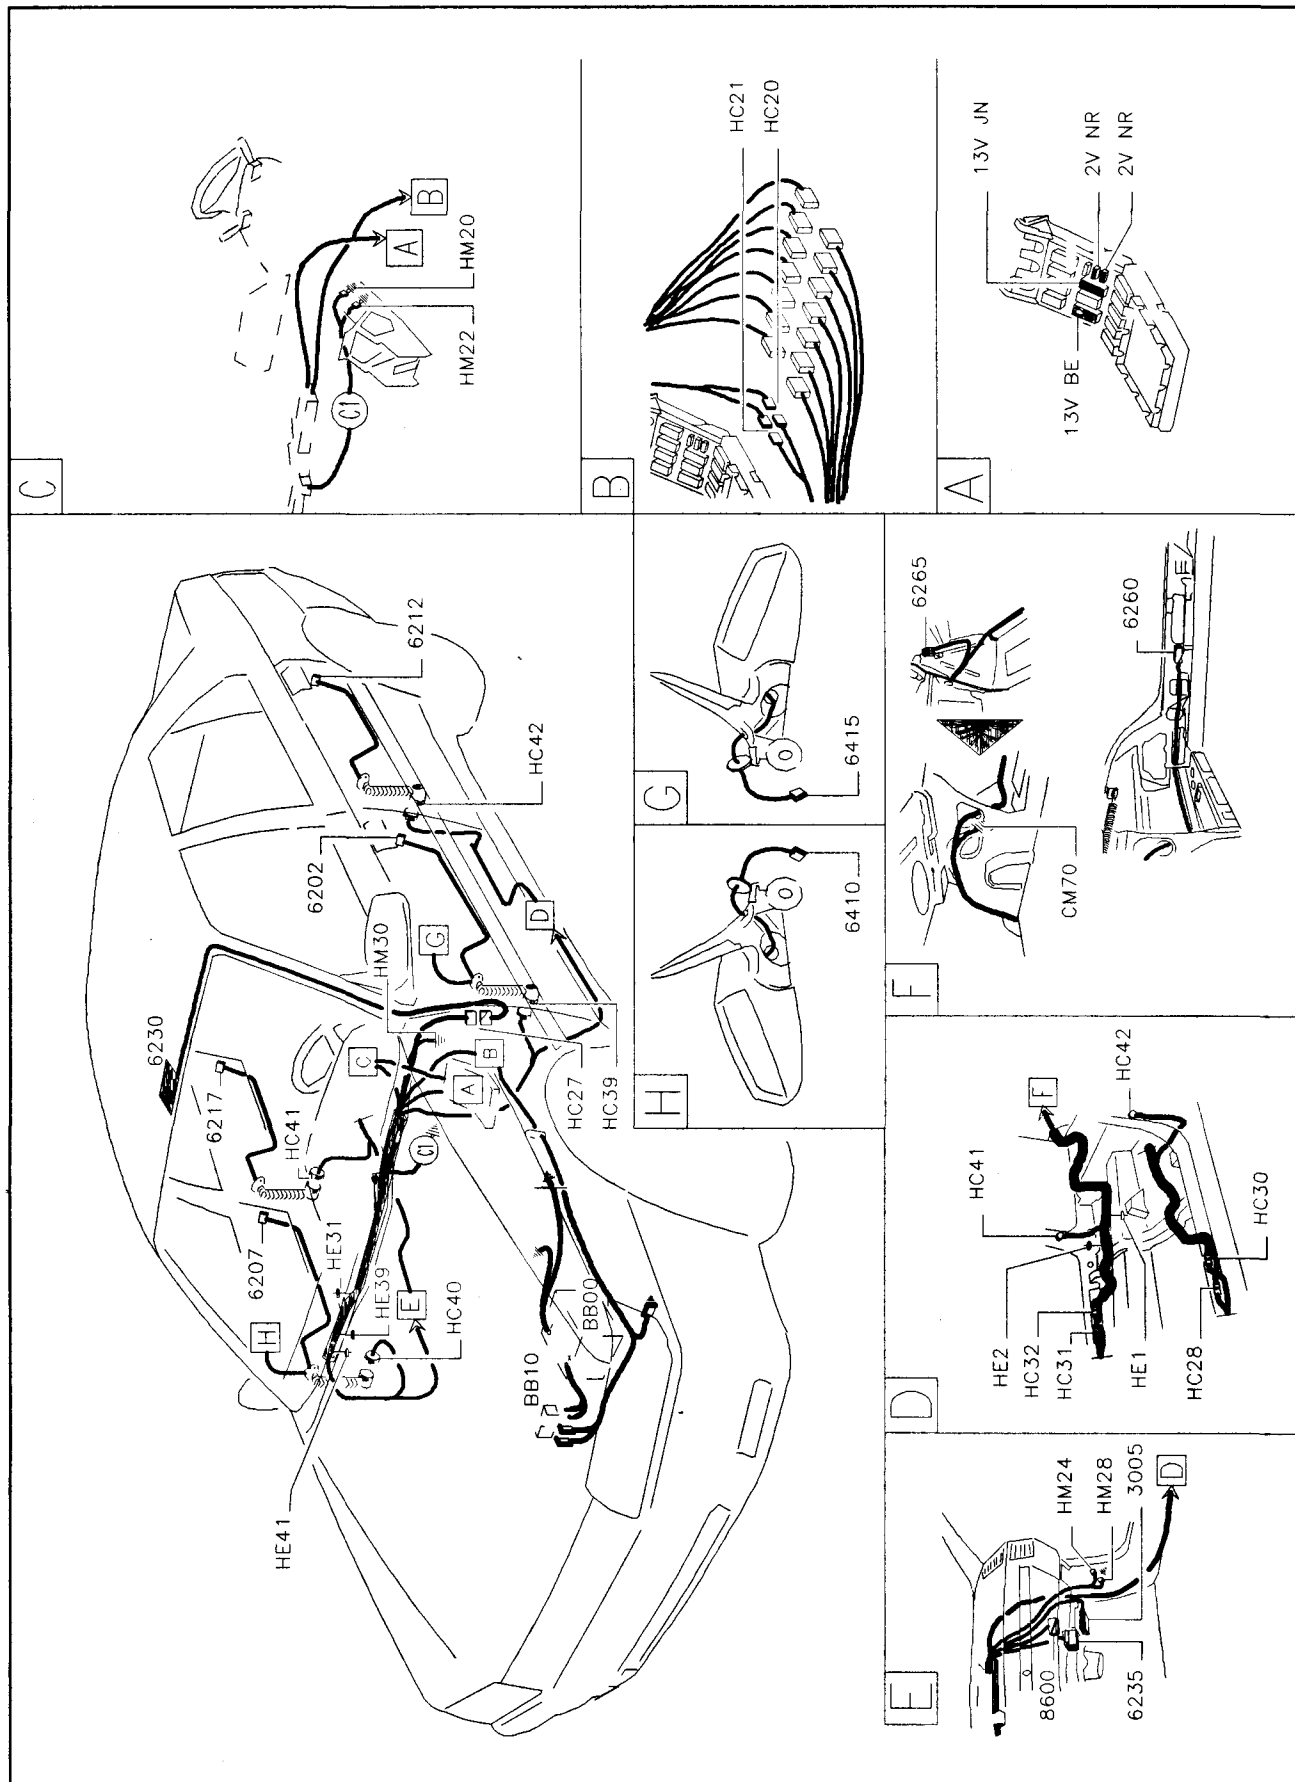 C
A
B
HM20
HM22
C1
B
HC21
HC20
A
13V JN
2V NR
2V NR
13V BE
6212
HC42
6202
D
HM30
G
6230
6217
HC41
C
B
A
C1
HC27
HC39
6207
HE31
HE39
HC40
E
H
HE41
BB00
BB10
G
6415
H
6410
F
6265
6260
CM70
D
F
HC42
HC41
HE2
HC32
HC31
HE1
HC28
HC30
E
HM24
HM28
3005
D
8600
6235